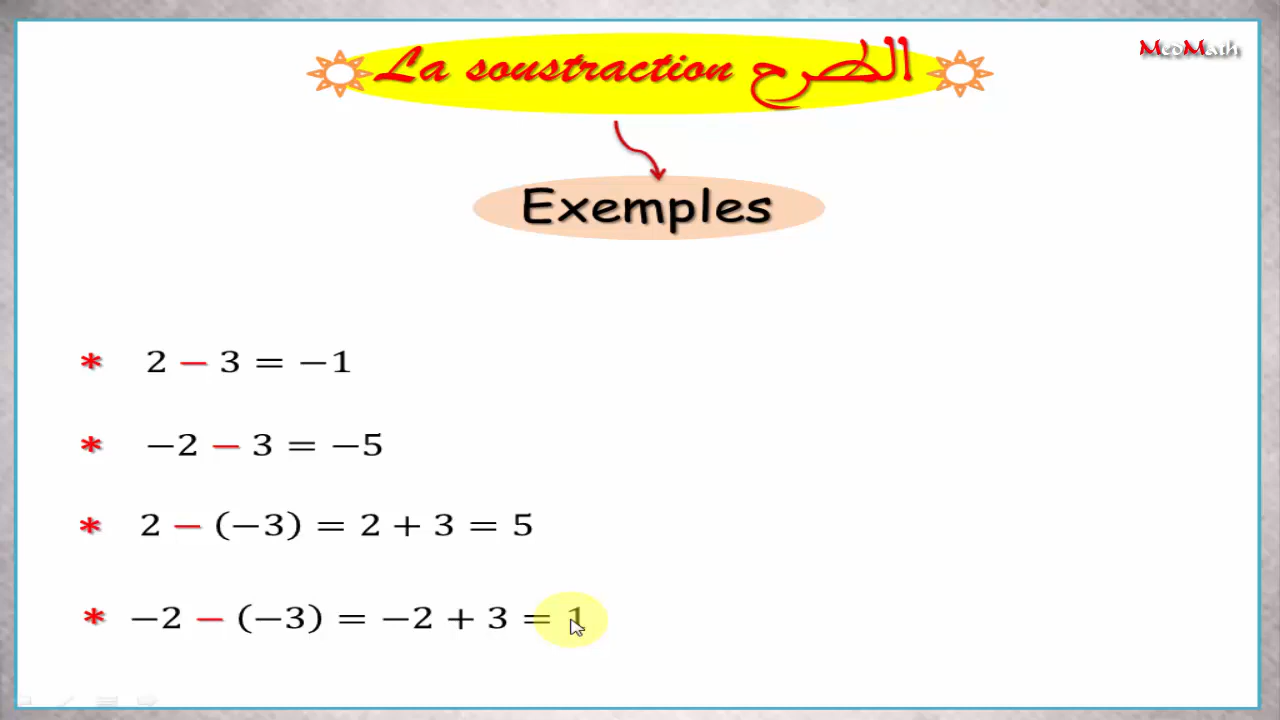 MedMath
La soustraction الطرح
Exemples
* 2 − 3 = −1
* −2 − 3 = −5
* 2 − (−3) = 2 + 3 = 5
* −2 − (−3) = −2 + 3 = 1